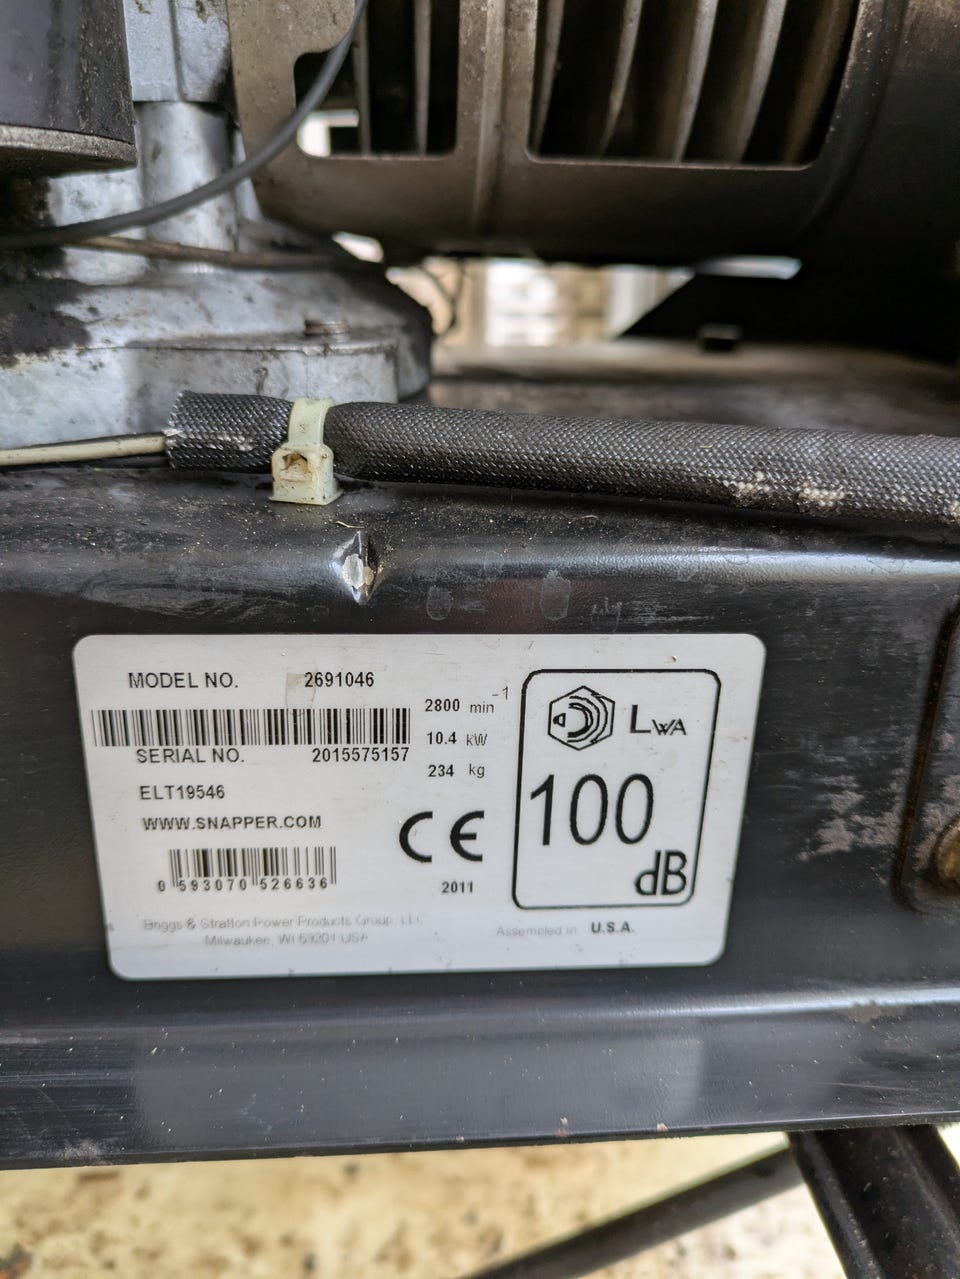 MODEL NO. 2691046
2800 min-1
10.4 kW
SERIAL NO. 2015575157
234 kg
ELT19546
WWW.SNAPPER.COM
0 593070 526636
CE
2011
Briggs & Stratton Power Products Group, LLC
Milwaukee, WI 53201 USA
LWA
100
dB
Assembled in U.S.A.